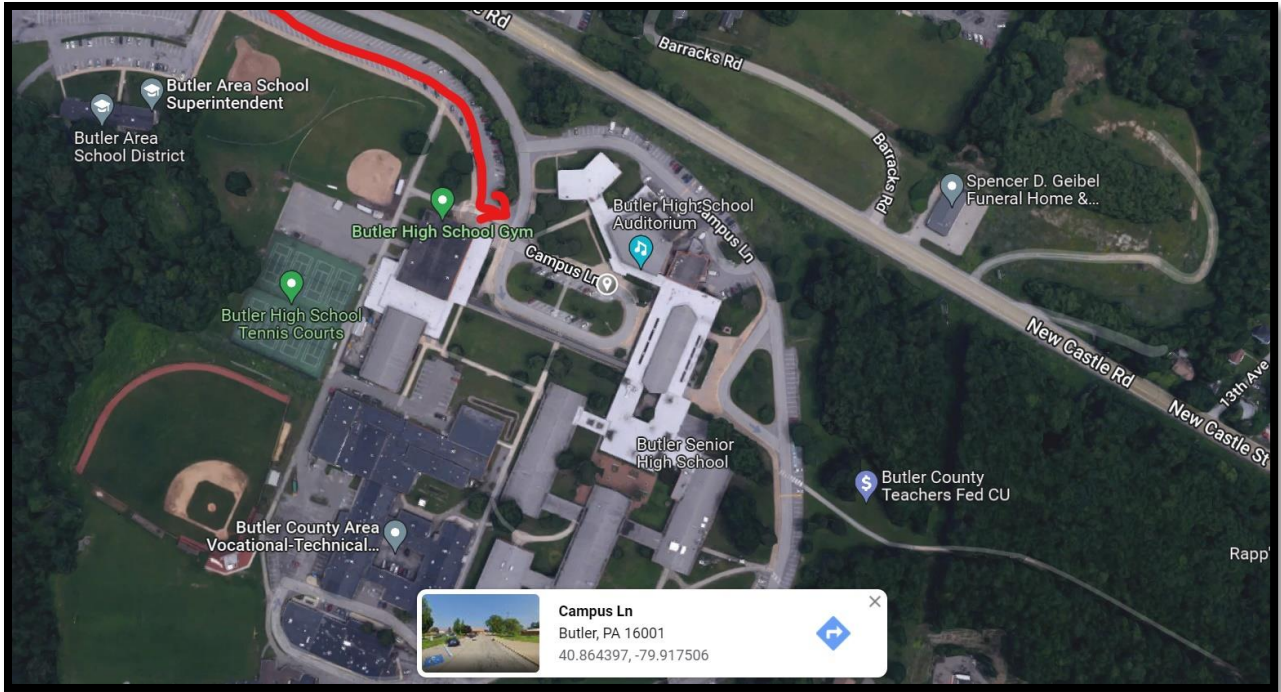 Rd
Barracks Rd
Butler Area School
Superintendent
Butler Area
School District
Barracks Rd
Spencer D. Geibel
Funeral Home &...
Butler High School
Auditorium
Campus Ln
Butler High School Gym
Campus Ln
Butler High School
Tennis Courts
New Castle Rd
13th Ave
New Castle St
Butler Senior
High School
Butler County
Teachers Fed CU
Butler County Area
Vocational-Technical...
Rapp'
Campus Ln
Butler, PA 16001
40.864397, -79.917506